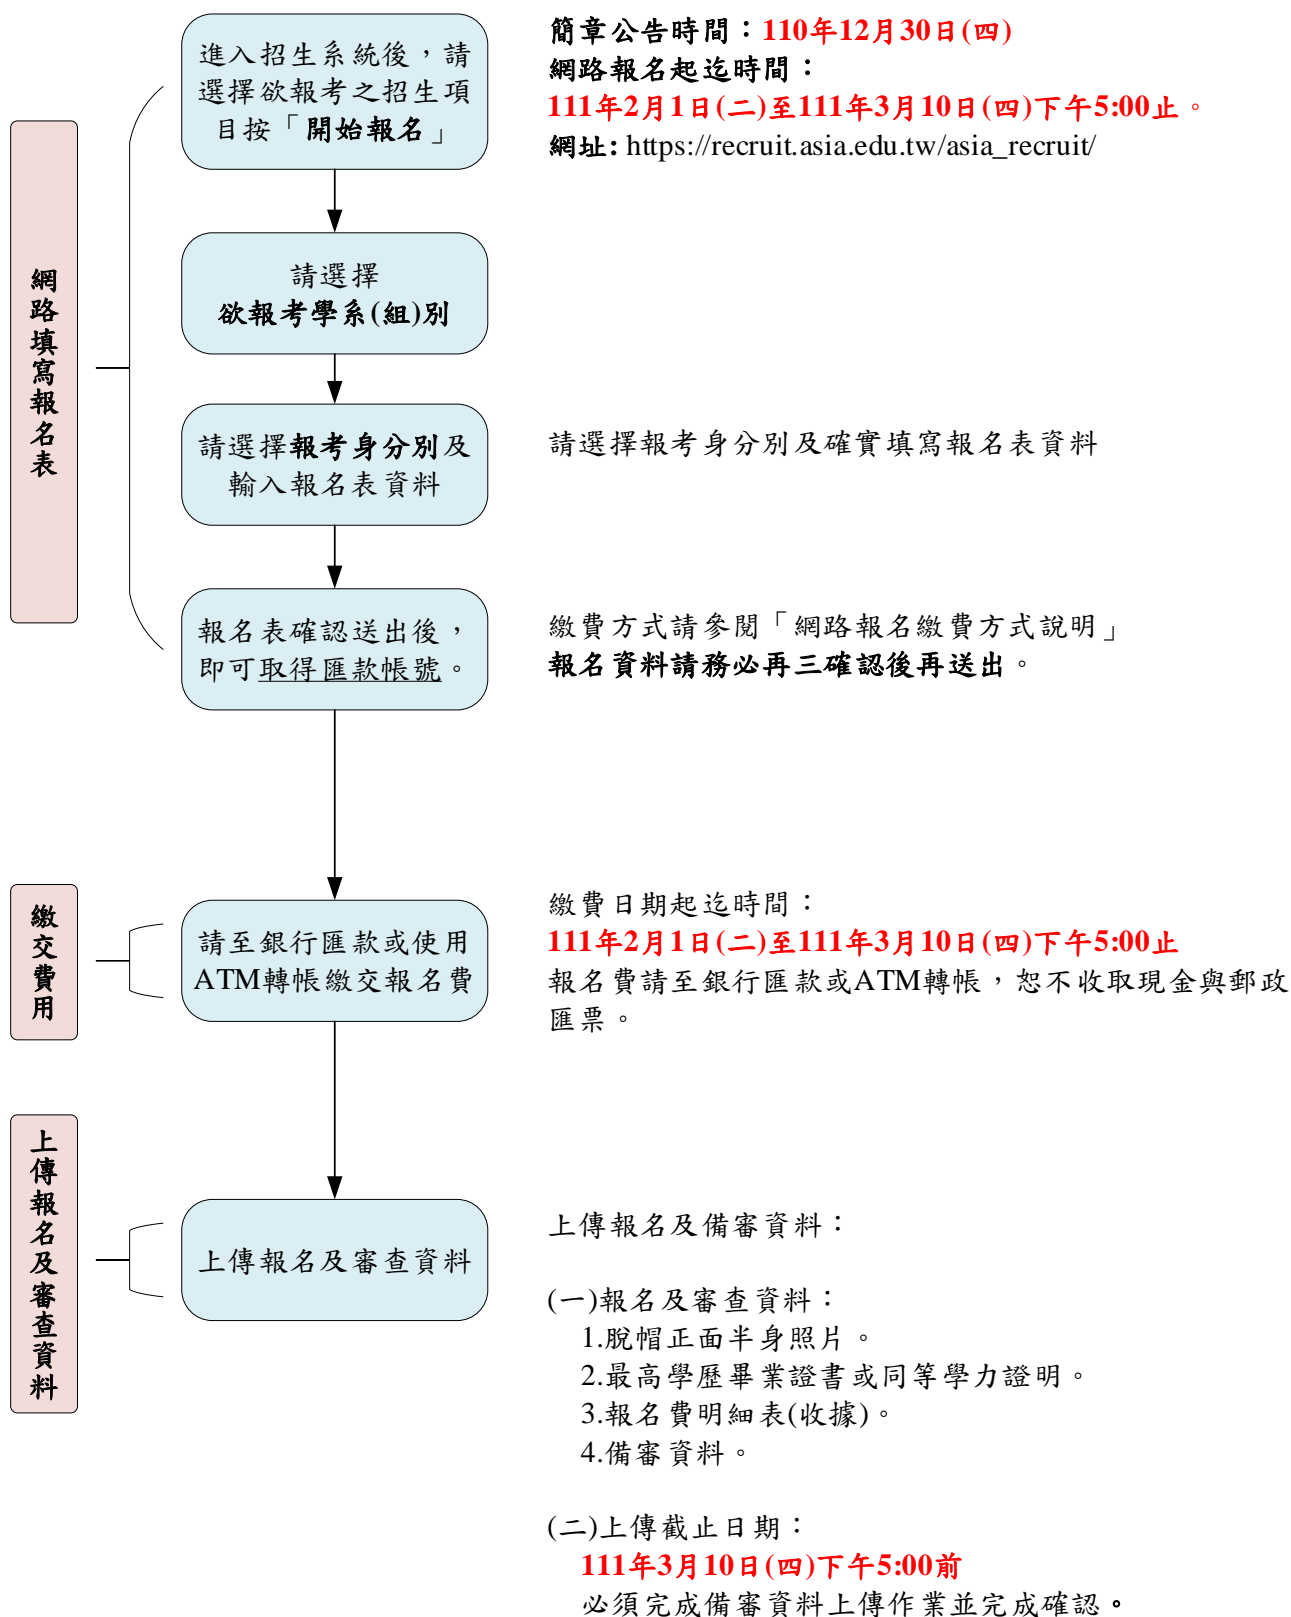 網路填寫報名表
進入招生系統後，請
選擇欲報考之招生項
目按「開始報名」
簡章公告時間：110年12月30日(四)
網路報名起迄時間：
111年2月1日(二)至111年3月10日(四)下午5:00止。
網址: https://recruit.asia.edu.tw/asia_recruit/
請選擇
欲報考學系(組)別
請選擇報考身分別及
輸入報名表資料
請選擇報考身分別及確實填寫報名表資料
報名表確認送出後，
即可取得匯款帳號。
繳費方式請參閱「網路報名繳費方式說明」
報名資料請務必再三確認後再送出。
繳交費用
請至銀行匯款或使用
ATM轉帳繳交報名費
繳費日期起迄時間：
111年2月1日(二)至111年3月10日(四)下午5:00止
報名費請至銀行匯款或ATM轉帳，恕不收取現金與郵政
匯票。
上傳報名及審查資料
上傳報名及審查資料
上傳報名及備審資料：
(一)報名及審查資料：
1.脫帽正面半身照片。
2.最高學歷畢業證書或同等學力證明。
3.報名費明細表(收據)。
4.備審資料。
(二)上傳截止日期：
111年3月10日(四)下午5:00前
必須完成備審資料上傳作業並完成確認。